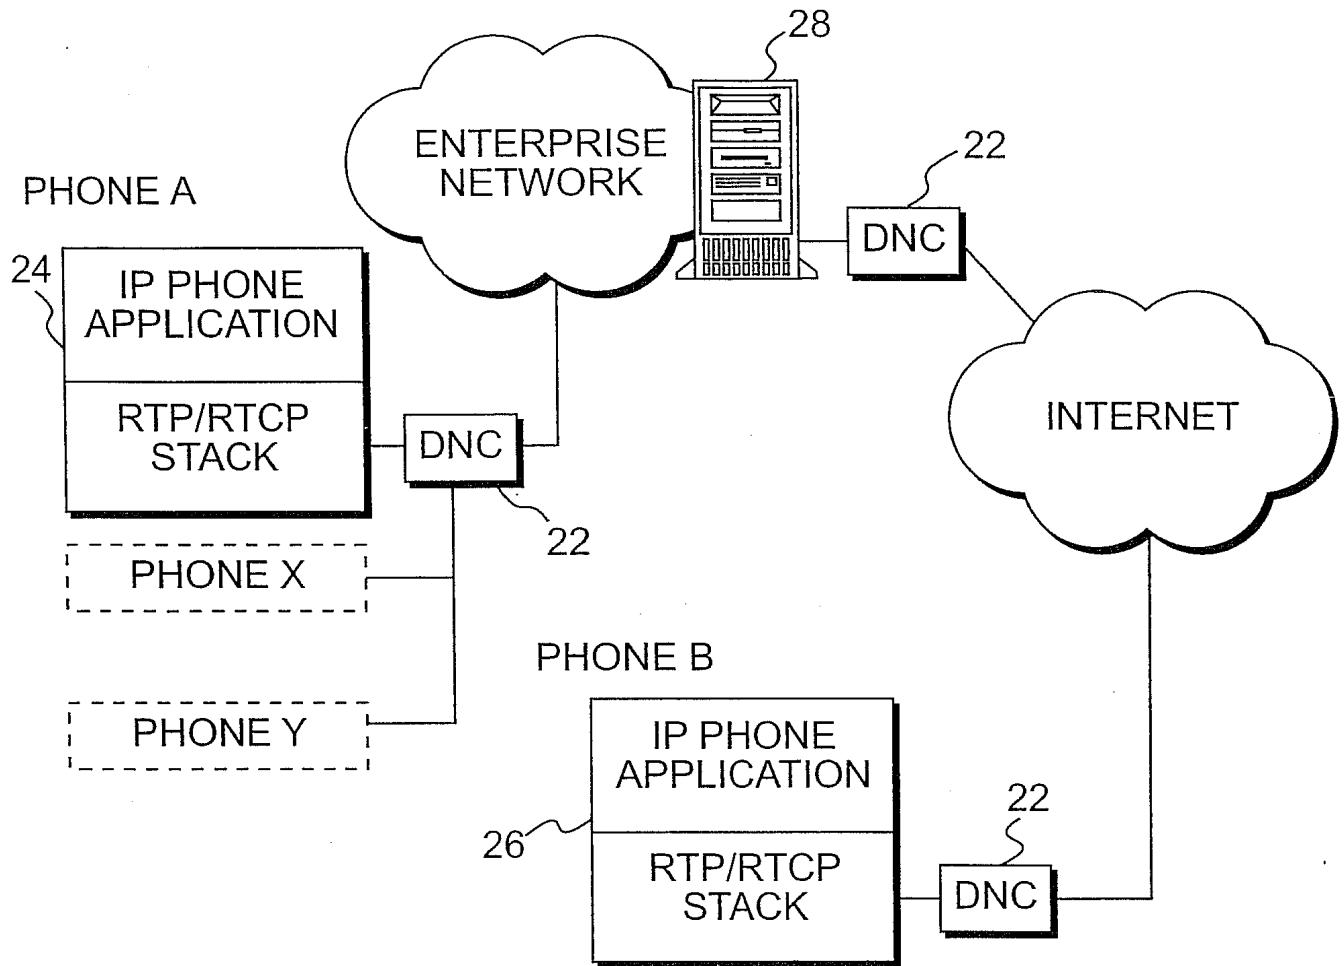 28
ENTERPRISE
NETWORK
22
DNC
PHONE A
24
IP PHONE
APPLICATION
RTP/RTCP
STACK
DNC
22
INTERNET
PHONE X
PHONE Y
PHONE B
IP PHONE
APPLICATION
26
RTP/RTCP
STACK
22
DNC